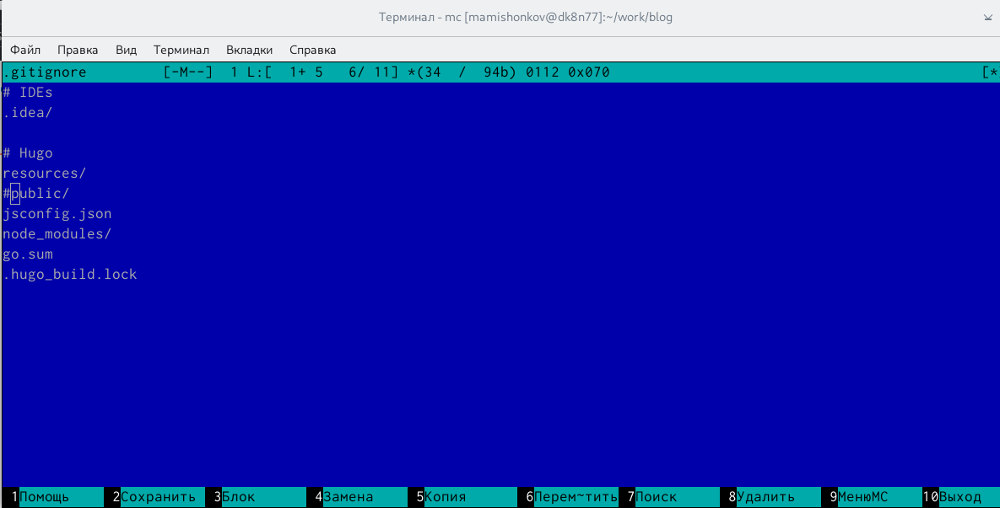 Терминал - mc [mamishonkov@dk8n77]:~/work/blog
Файл Правка Вид Терминал Вкладки Справка
.gitignore [-M--] 1 L:[ 1+ 5 6/ 11] *(34 / 94b) 0112 0x070 [*
# IDEs
.idea/
# Hugo
resources/
#public/
jsconfig.json
node_modules/
go.sum
.hugo_build.lock
1Помощь 2Сохранить 3Блок 4Замена 5Копия 6Перем~тить 7Поиск 8Удалить 9МенюMC 10Выход